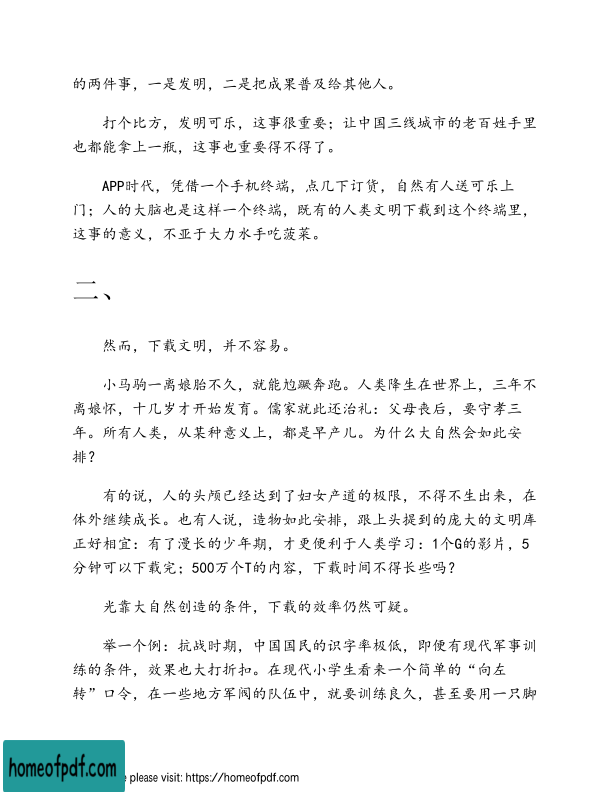 的两件事，一是发明，二是把成果普及给其他人。
打个比方，发明可乐，这事很重要；让中国三线城市的老百姓手里
也都能拿上一瓶，这事也重要得不得了。
APP时代，凭借一个手机终端，点几下订货，自然有人送可乐上
门；人的大脑也是这样一个终端，既有的人类文明下载到这个终端里，
这事的意义，不亚于大力水手吃菠菜。
二、
然而，下载文明，并不容易。
小马驹一离娘胎不久，就能尥蹶奔跑。人类降生在世界上，三年不
离娘怀，十几岁才开始发育。儒家就此还治礼：父母丧后，要守孝三
年。所有人类，从某种意义上，都是早产儿。为什么大自然会如此安
排？
有的说，人的头颅已经达到了妇女产道的极限，不得不生出来，在
体外继续成长。也有人说，造物如此安排，跟上头提到的庞大的文明库
正好相宜：有了漫长的少年期，才更便利于人类学习：1个G的影片，5
分钟可以下载完；500万个T的内容，下载时间不得长些吗？
光靠大自然创造的条件，下载的效率仍然可疑。
举一个例：抗战时期，中国国民的识字率极低，即便有现代军事训
练的条件，效果也大打折扣。在现代小学生看来一个简单的“向左
转”口令，在一些地方军阀的队伍中，就要训练良久，甚至要用一只脚
homeofpdf.com
e please visit: https://homeofpdf.com